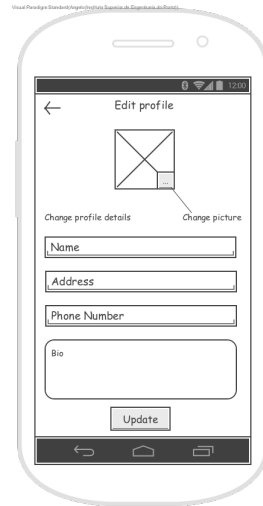 Visual Paradigm Standard(Angelo(Instituto Superior de Engenharia do Porto))
12:00
Edit profile
...
Change profile details
Change picture
Name
Address
Phone Number
Bio
Update